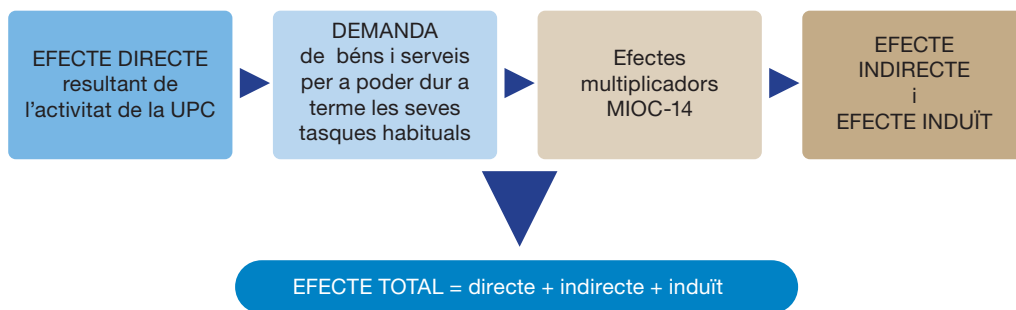 EFECTE DIRECTE
resultant de
l'activitat de la UPC
DEMANDA
de béns i serveis
per a poder dur a
terme les seves
tasques habituals
Efectes
multiplicadors
MIOC-14
EFECTE
INDIRECTE
i
EFECTE INDUÏT
EFECTE TOTAL = directe + indirecte + induït